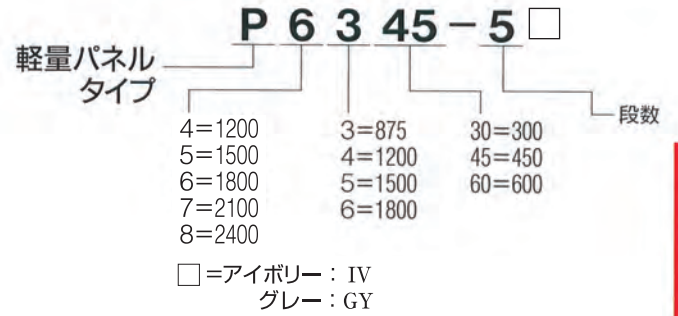 P 6 3 45-5□
軽量パネル
タイプ
段数
4=1200
5=1500
6=1800
7=2100
8=2400
3=875
4=1200
5=1500
6=1800
30=300
45=450
60=600
□=アイボリー：IV
グレー：GY